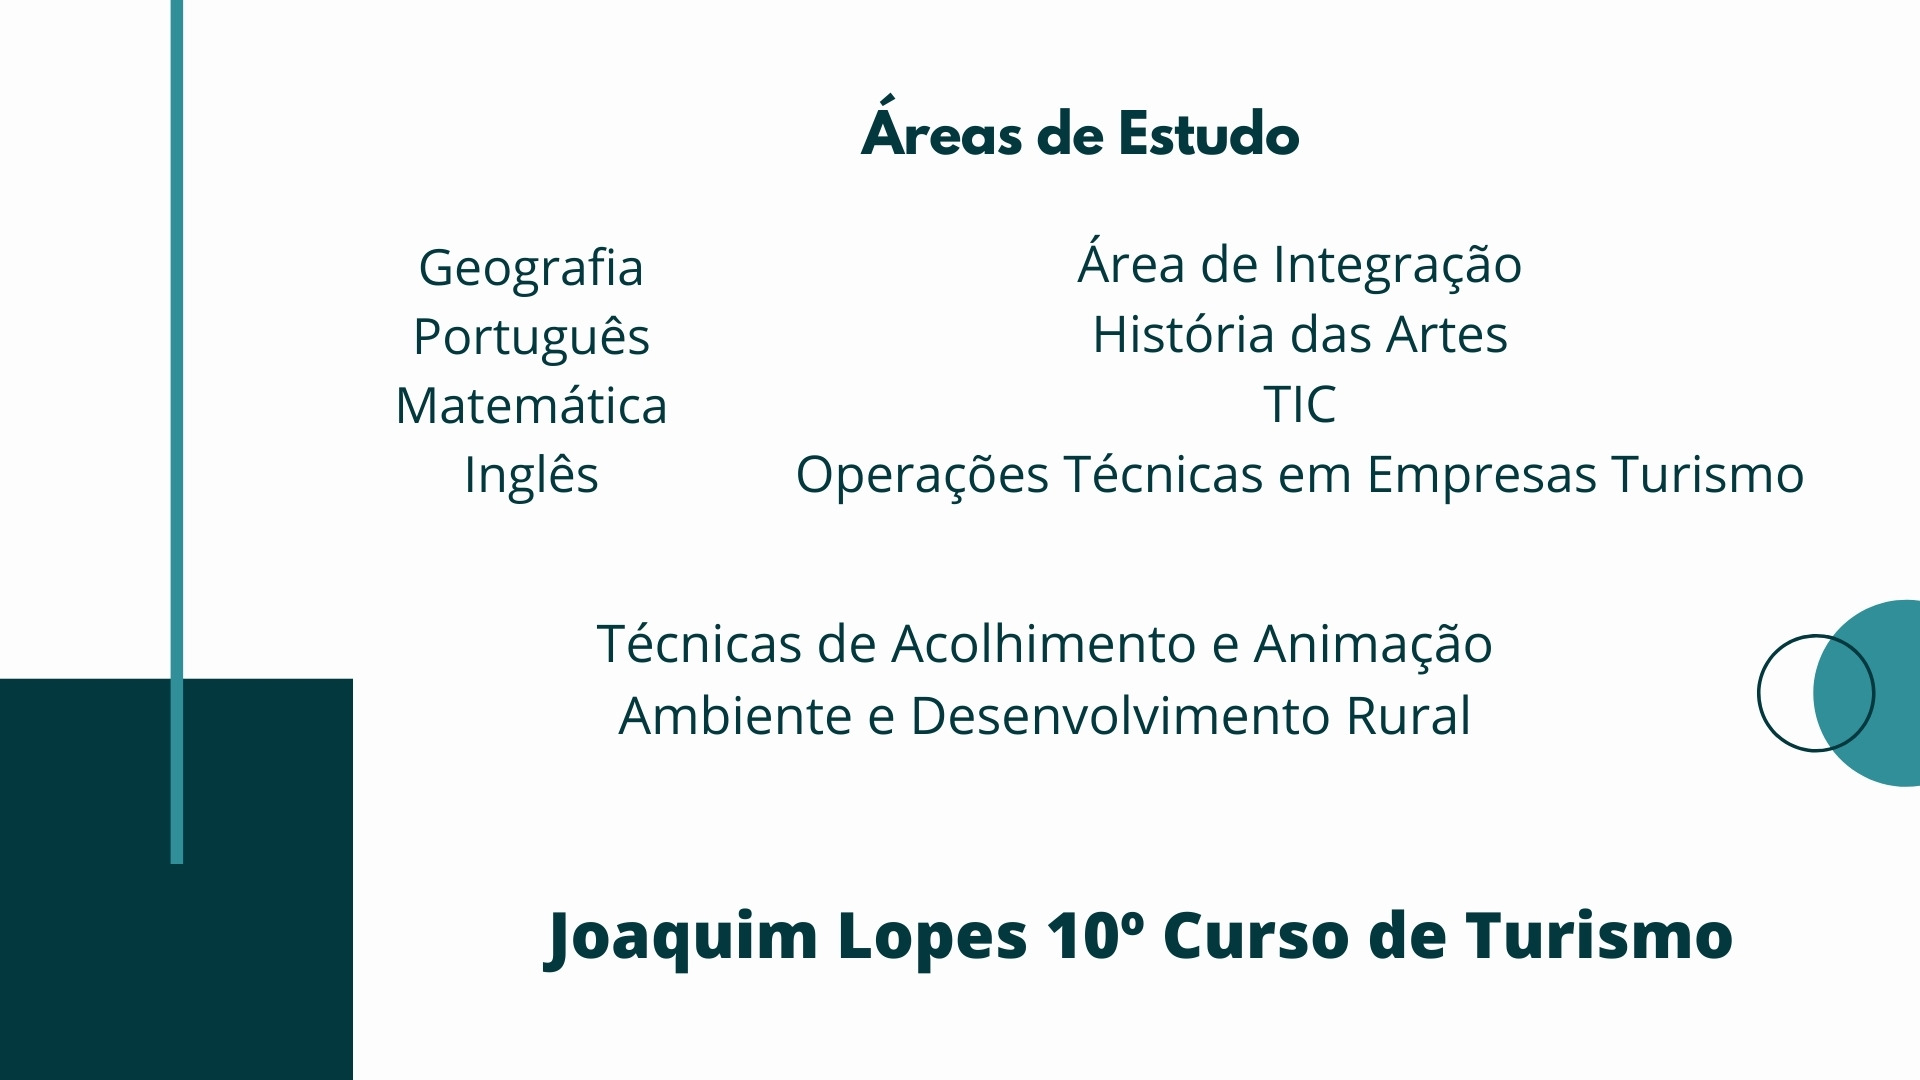 Áreas de Estudo
Geografia
Português
Matemática
Inglês
Área de Integração
História das Artes
TIC
Operações Técnicas em Empresas Turismo
Técnicas de Acolhimento e Animação
Ambiente e Desenvolvimento Rural
Joaquim Lopes 10º Curso de Turismo